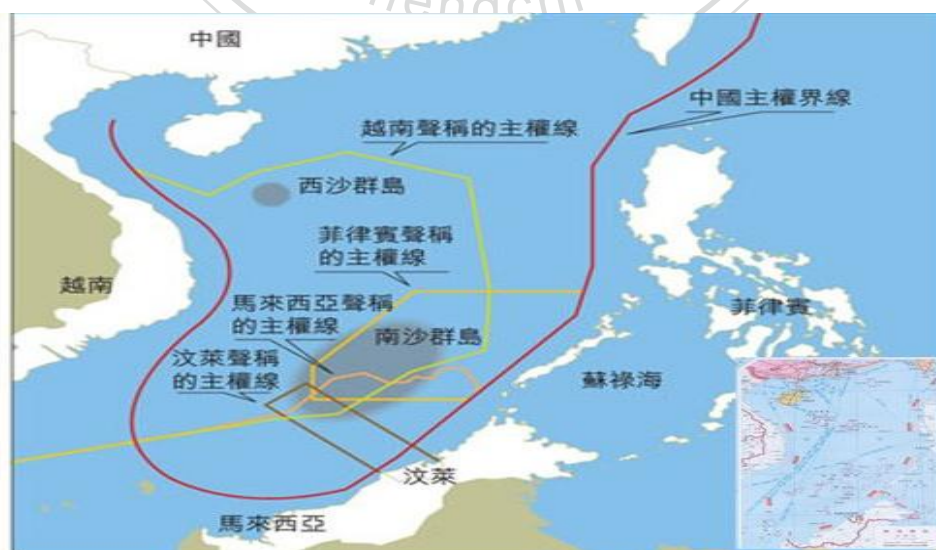 hengchi
中國
中國主權界線
越南聲稱的主權線
西沙群島
菲律賓聲稱
的主權線
越南
馬來西亞聲稱
的主權線
南沙群島
菲律賓
汶萊聲稱
的主權線
蘇祿海
汶萊
馬來西亞